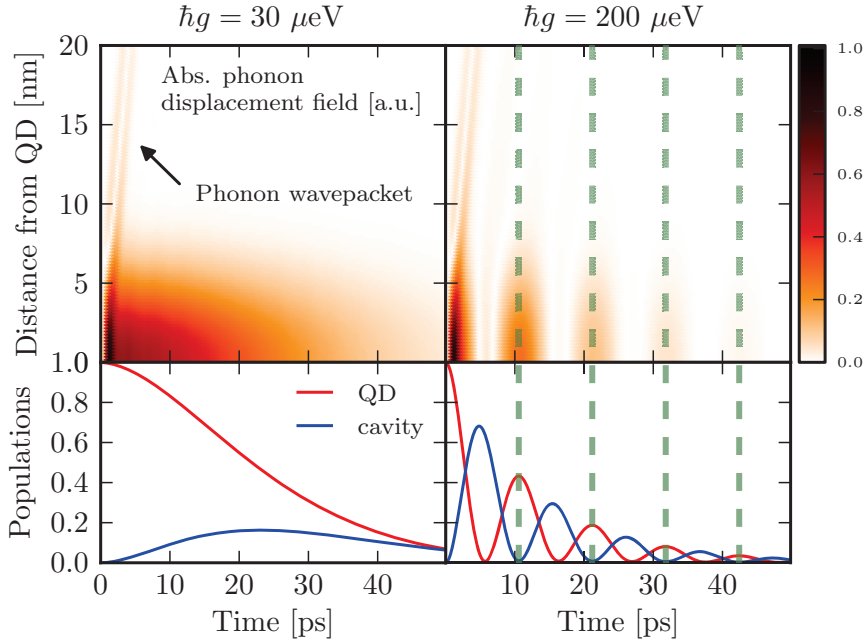 ħg = 30 μeV
ħg = 200 μeV
Distance from QD [nm]
20
15
10
5
1.0
Abs. phonon
displacement field [a.u.]
Phonon wavepacket
1.0
0.8
0.6
0.4
0.2
0.0
Populations
0.8
0.6
0.4
0.2
0.0
QD
cavity
0
10
20
30
40
10
20
30
40
Time [ps]
Time [ps]